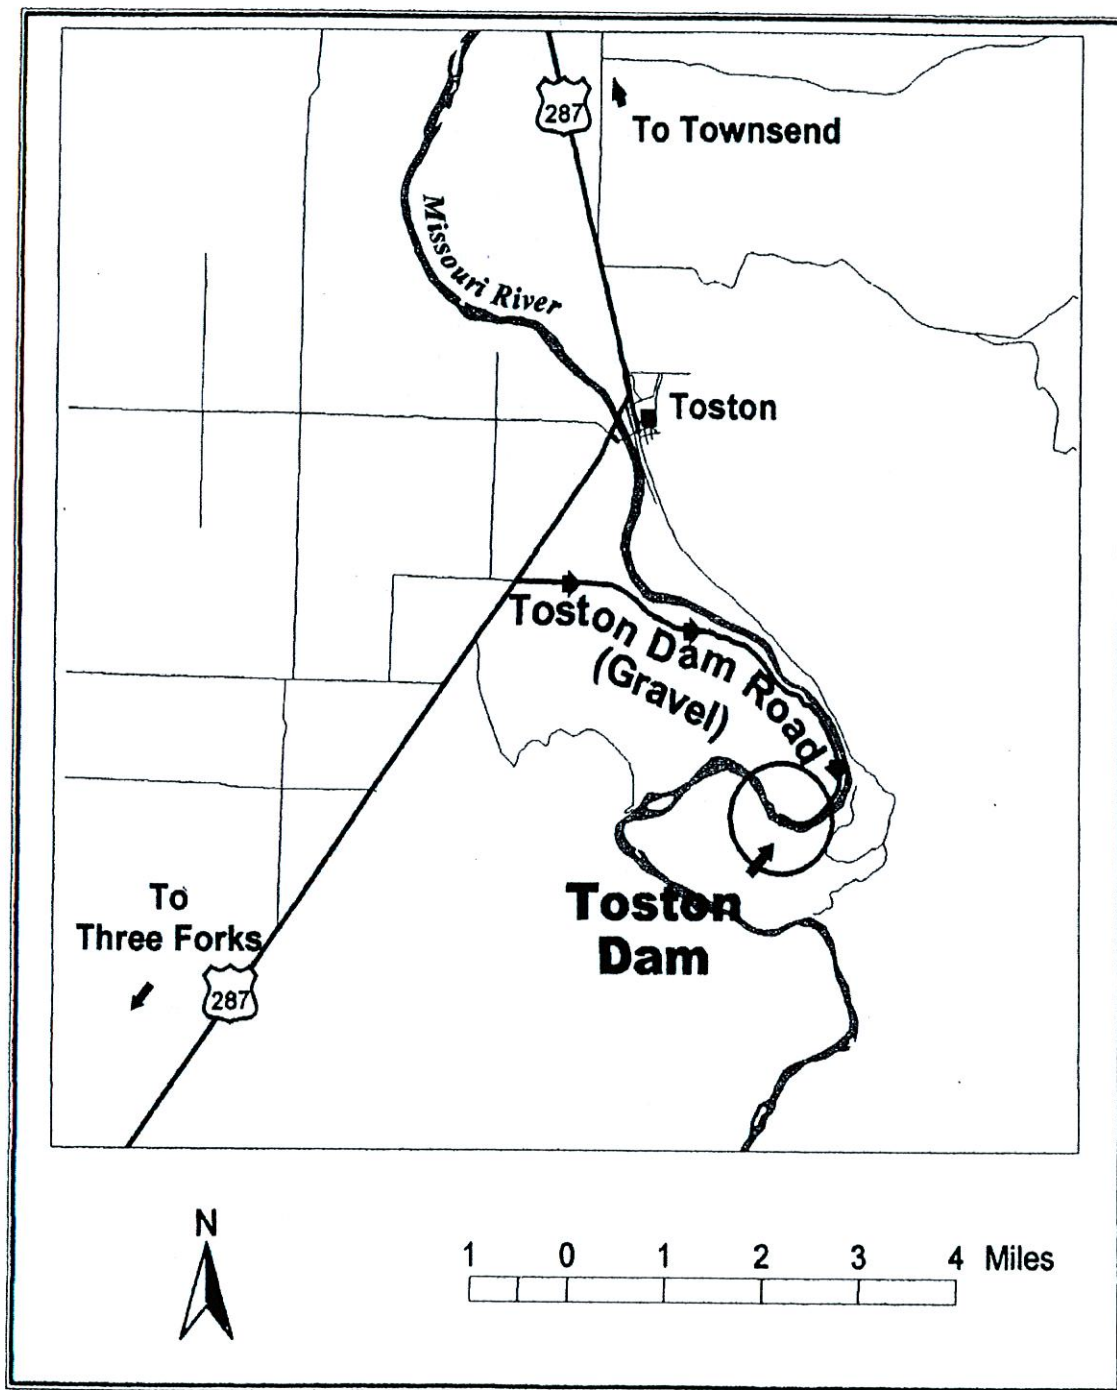 287
To Townsend
Missouri River
Toston
Toston Dam Road
(Gravel)
Toston
Dam
To
Three Forks
287
N
1 0 1 2 3 4 Miles